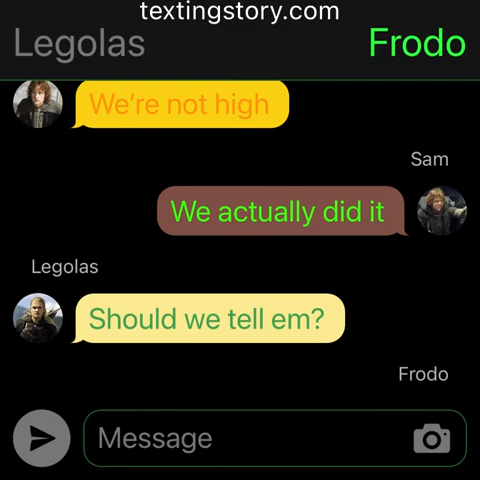 textingstory.com
Legolas
Frodo
We're not high
Sam
We actually did it
Legolas
Should we tell em?
Frodo
Message